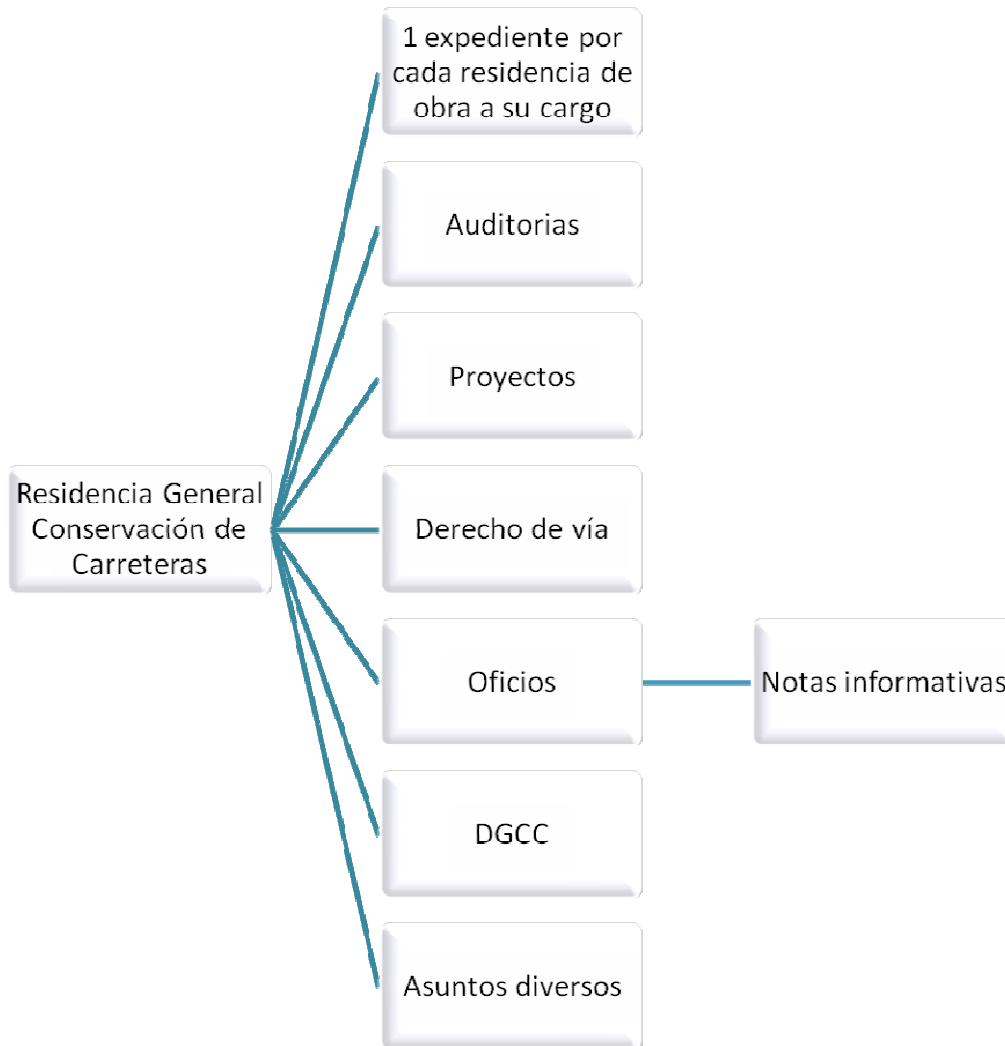 1 expediente por
cada residencia de
obra a su cargo
Auditorias
Proyectos
Residencia General
Conservación de
Carreteras
Derecho de vía
Oficios
Notas informativas
DGCC
Asuntos diversos